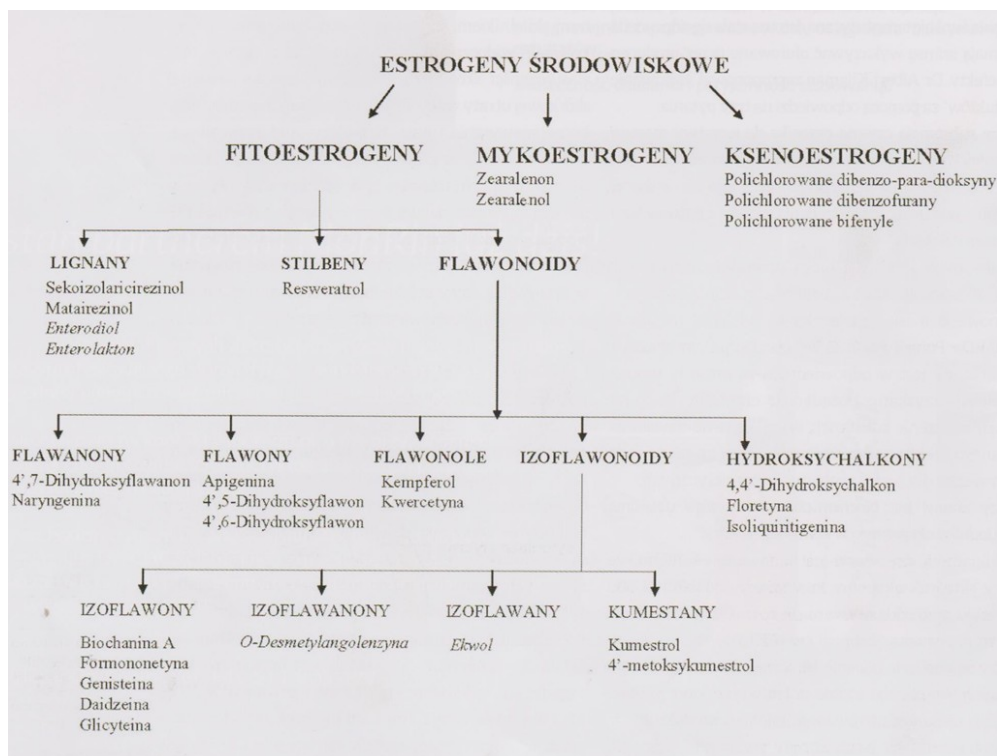 ESTROGENY ŚRODOWISKOWE
FITOESTROGENY
MYKOESTROGENY
Zearalenon
Zearalenol
KSENOESTROGENY
Polichlorowane dibenzo-para-dioksyny
Polichlorowane dibenzofurany
Polichlorowane bifenyle
LIGNANY
Sekoizolaricirezinol
Matairezinol
Enterodiol
Enterolakton
STILBENY
Resweratrol
FLAWONOIDY
FLAWANONY
4',7-Dihydroksyflawanon
Naryngenina
FLAWONY
Apigenina
4',5-Dihydroksyflawon
4',6-Dihydroksyflawon
FLAWONOLE
Kempferol
Kwercetyna
IZOFLAWONOIDY
HYDROKSYCHALKONY
4,4'-Dihydroksychalkon
Floretyna
Isoliquiritigenina
IZOFLAWONY
Biochanina A
Formononetyna
Genisteina
Daidzeina
Glicyteina
IZOFLAWANONY
O-Desmetylangolenzyna
IZOFLAWANY
Ekwol
KUMESTANY
Kumestrol
4'-metoksykumestrol